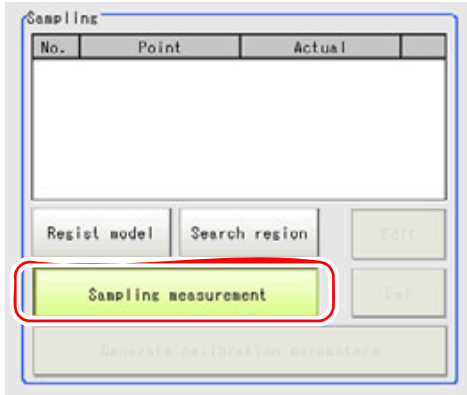 Sampling
No. Point Actual
Regist model Search region Edit
Sampling measurement Del
Generate calibration parameters